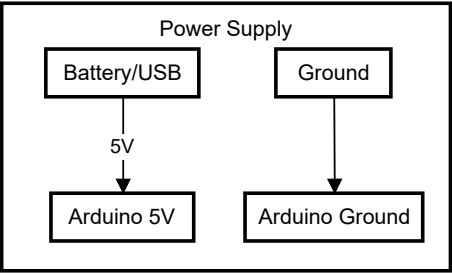 Power Supply
Battery/USB
Ground
5V
Arduino 5V
Arduino Ground